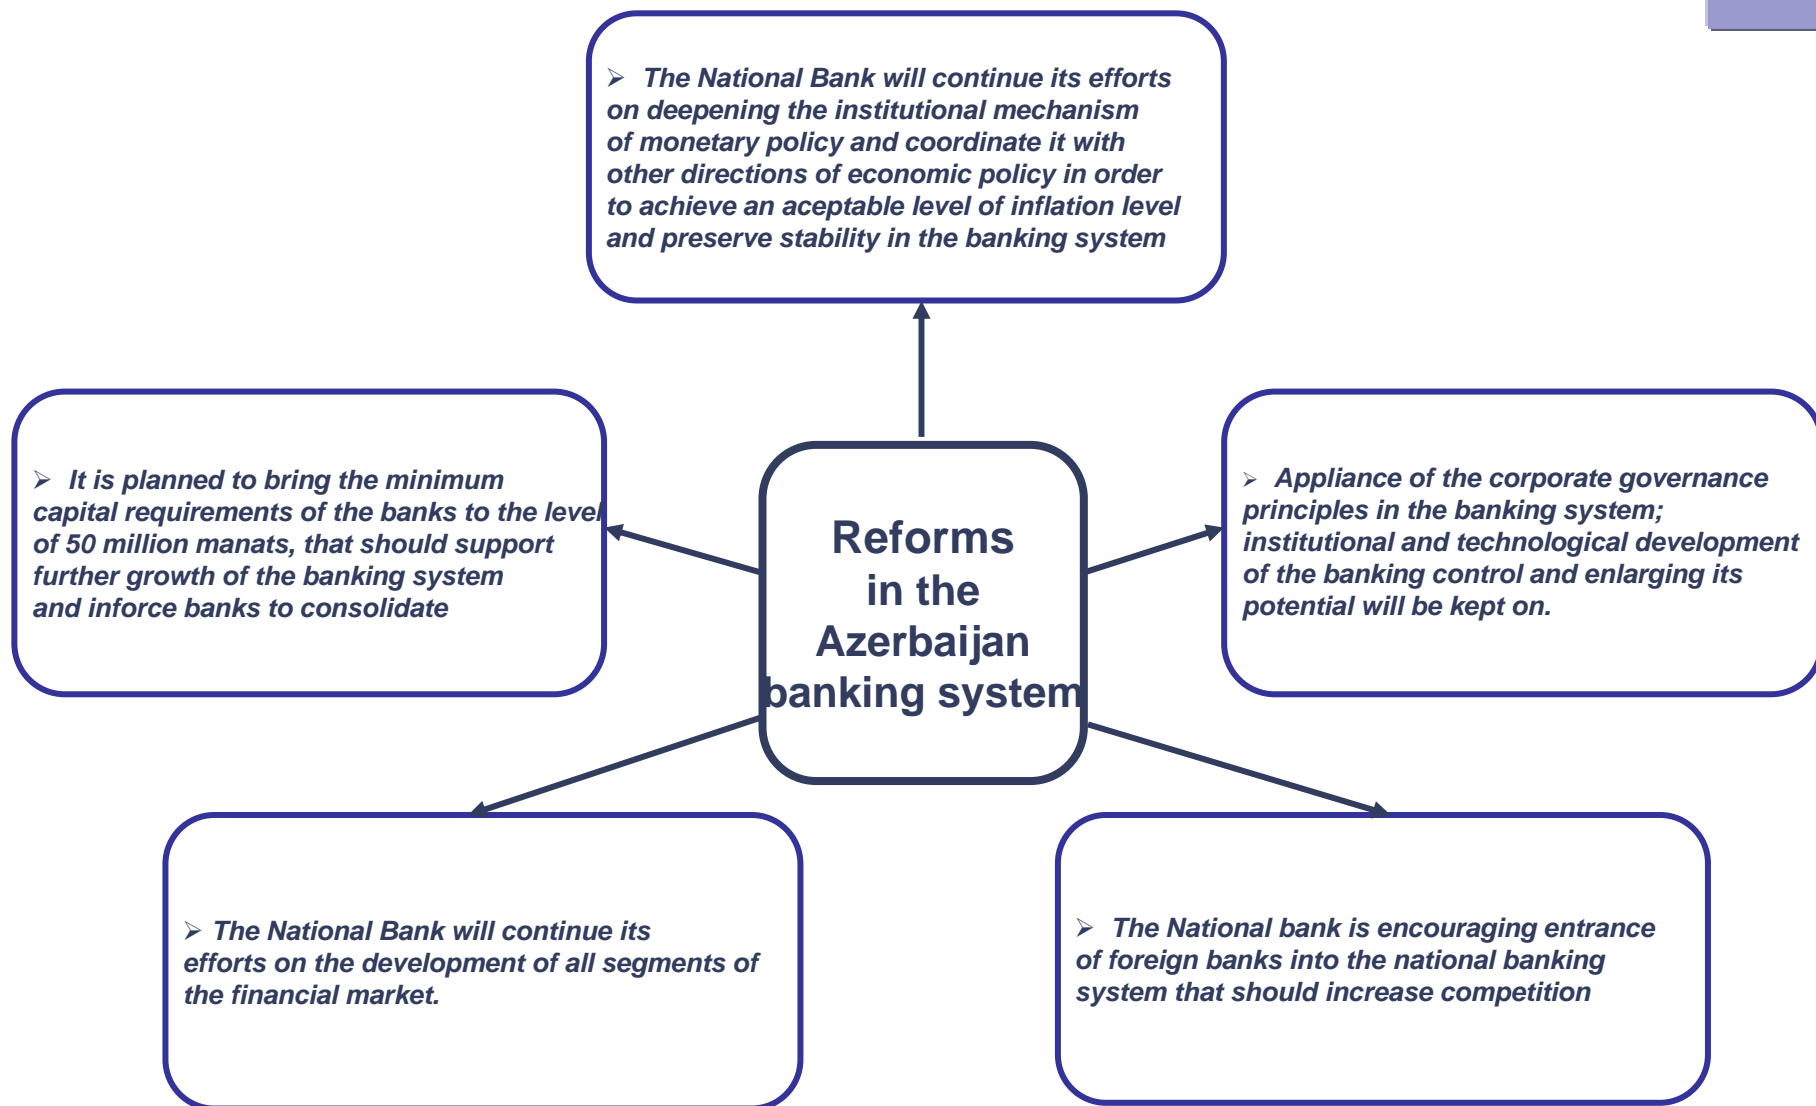 ➢ The National Bank will continue its efforts
on deepening the institutional mechanism
of monetary policy and coordinate it with
other directions of economic policy in order
to achieve an aceptable level of inflation level
and preserve stability in the banking system
➢ It is planned to bring the minimum
capital requirements of the banks to the level
of 50 million manats, that should support
further growth of the banking system
and inforce banks to consolidate
Reforms
in the
Azerbaijan
banking system
➢ Appliance of the corporate governance
principles in the banking system;
institutional and technological development
of the banking control and enlarging its
potential will be kept on.
➢ The National Bank will continue its
efforts on the development of all segments of
the financial market.
➢ The National bank is encouraging entrance
of foreign banks into the national banking
system that should increase competition